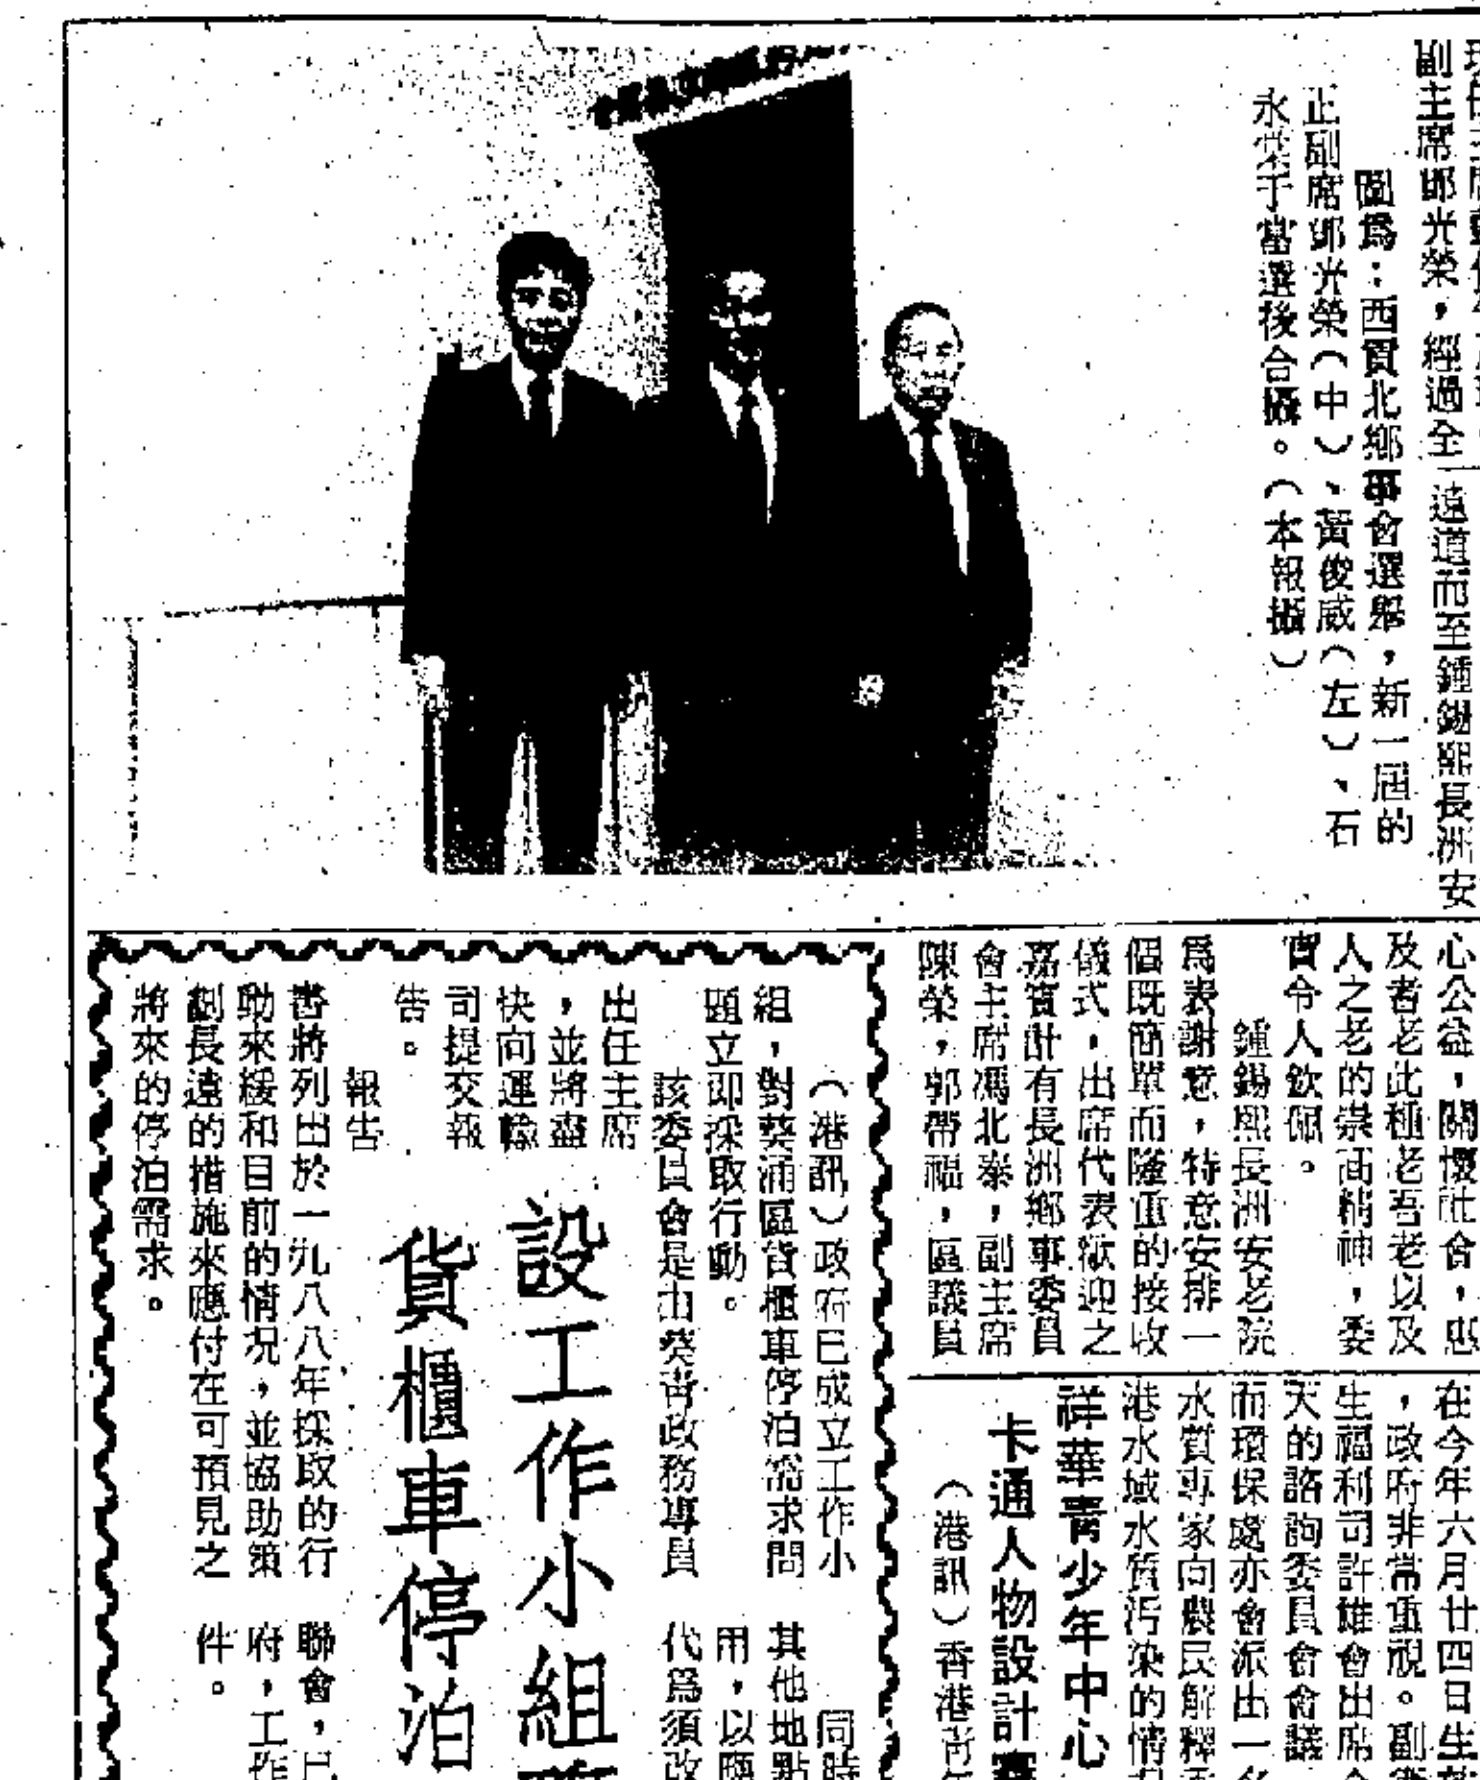 副主席鄔光榮，經過全
圖爲：西貢北鄉事會選舉，新一屆的
正副席鄔光榮（中）、黃俊威（左）、石
永棠于當選後合攝。（本報攝）
遠道而至鍾錫熙長洲安
心公益，關懷社會，惠
及者老此種老吾老以及
人之老的崇高精神，委
實令人欽佩。
鍾錫熙長洲安老院
爲表謝意，特意安排一
個既簡單而隆重的接收
儀式，出席代表歡迎之
嘉賓計有長洲鄉事委員
會主席馮北泰，副主席
陳榮，郭帶福，區議員
在今年六月廿四日生效
，政府非常重視。副衞
生福利司許雄會出席今
天的諮詢委員會會議
而環保處亦會派出一名
水質專家向農民解釋
港水域水質污染的情況
祥華青少年中心
卡通人物設計賽
（港訊）香港青年
設工作小組
貨櫃車停泊
（港訊）政府已成立工作小
組，對葵涌區貨櫃車停泊需求問
題立即採取行動。
該委員會是由葵青政務專員
出任主席
，並將盡
快向運輸
司提交報
告。
報告
書將列出於一九八八年採取的行
動來緩和目前的情況，並協助策
劃長遠的措施來應付在可預見之
將來的停泊需求。
同時
其他地點
用，以
代爲須改
聯會，已
府，工作
件。